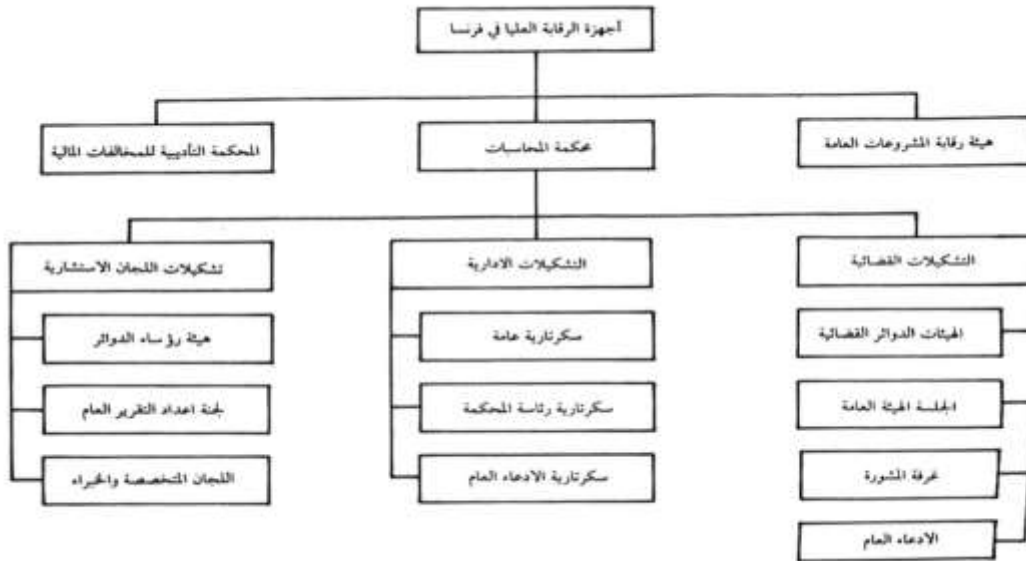 أجهزة الرقابة العليا في فرنسا
هيئة رقابة المشروعات العامة
محكمة المحاسبات
المحكمة التأديبية للمخالفات المالية
التشكيلات القضائية
التشكيلات الادارية
تشكيلات اللجان الاستشارية
الهيئات الدوائر القضائية
سكرتارية عامة
هيئة رؤساء الدوائر
الجلسة الهيئة العامة
سكرتارية رئاسة المحكمة
لجنة اعداد التقرير العام
غرفة المشورة
سكرتارية الادعاء العام
اللجان المتخصصة والخبراء
الادعاء العام